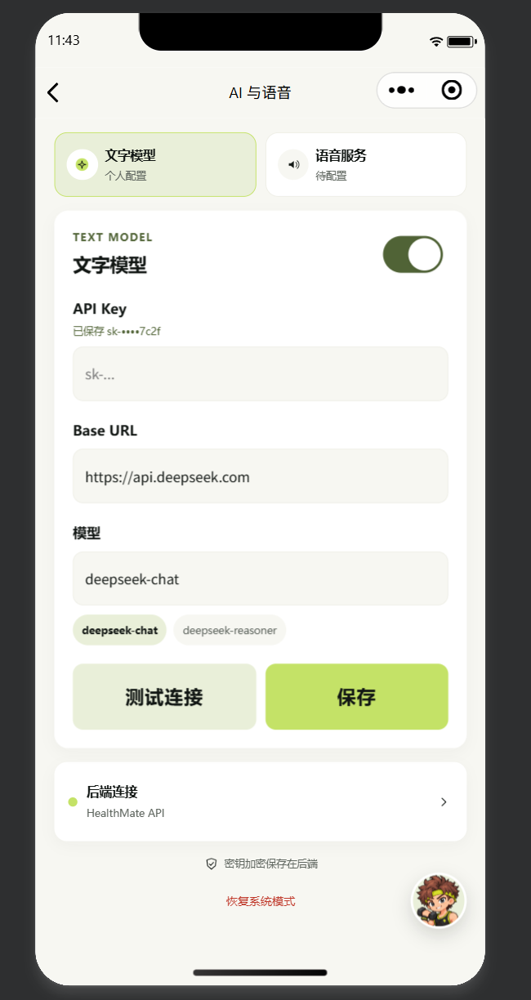 11:43
AI 与语音
文字模型
个人配置
语音服务
待配置
TEXT MODEL
文字模型
API Key
已保存 sk-••••7c2f
sk-...
Base URL
https://api.deepseek.com
模型
deepseek-chat
deepseek-chat
deepseek-reasoner
测试连接
保存
后端连接
HealthMate API
密钥加密保存在后端
恢复系统模式